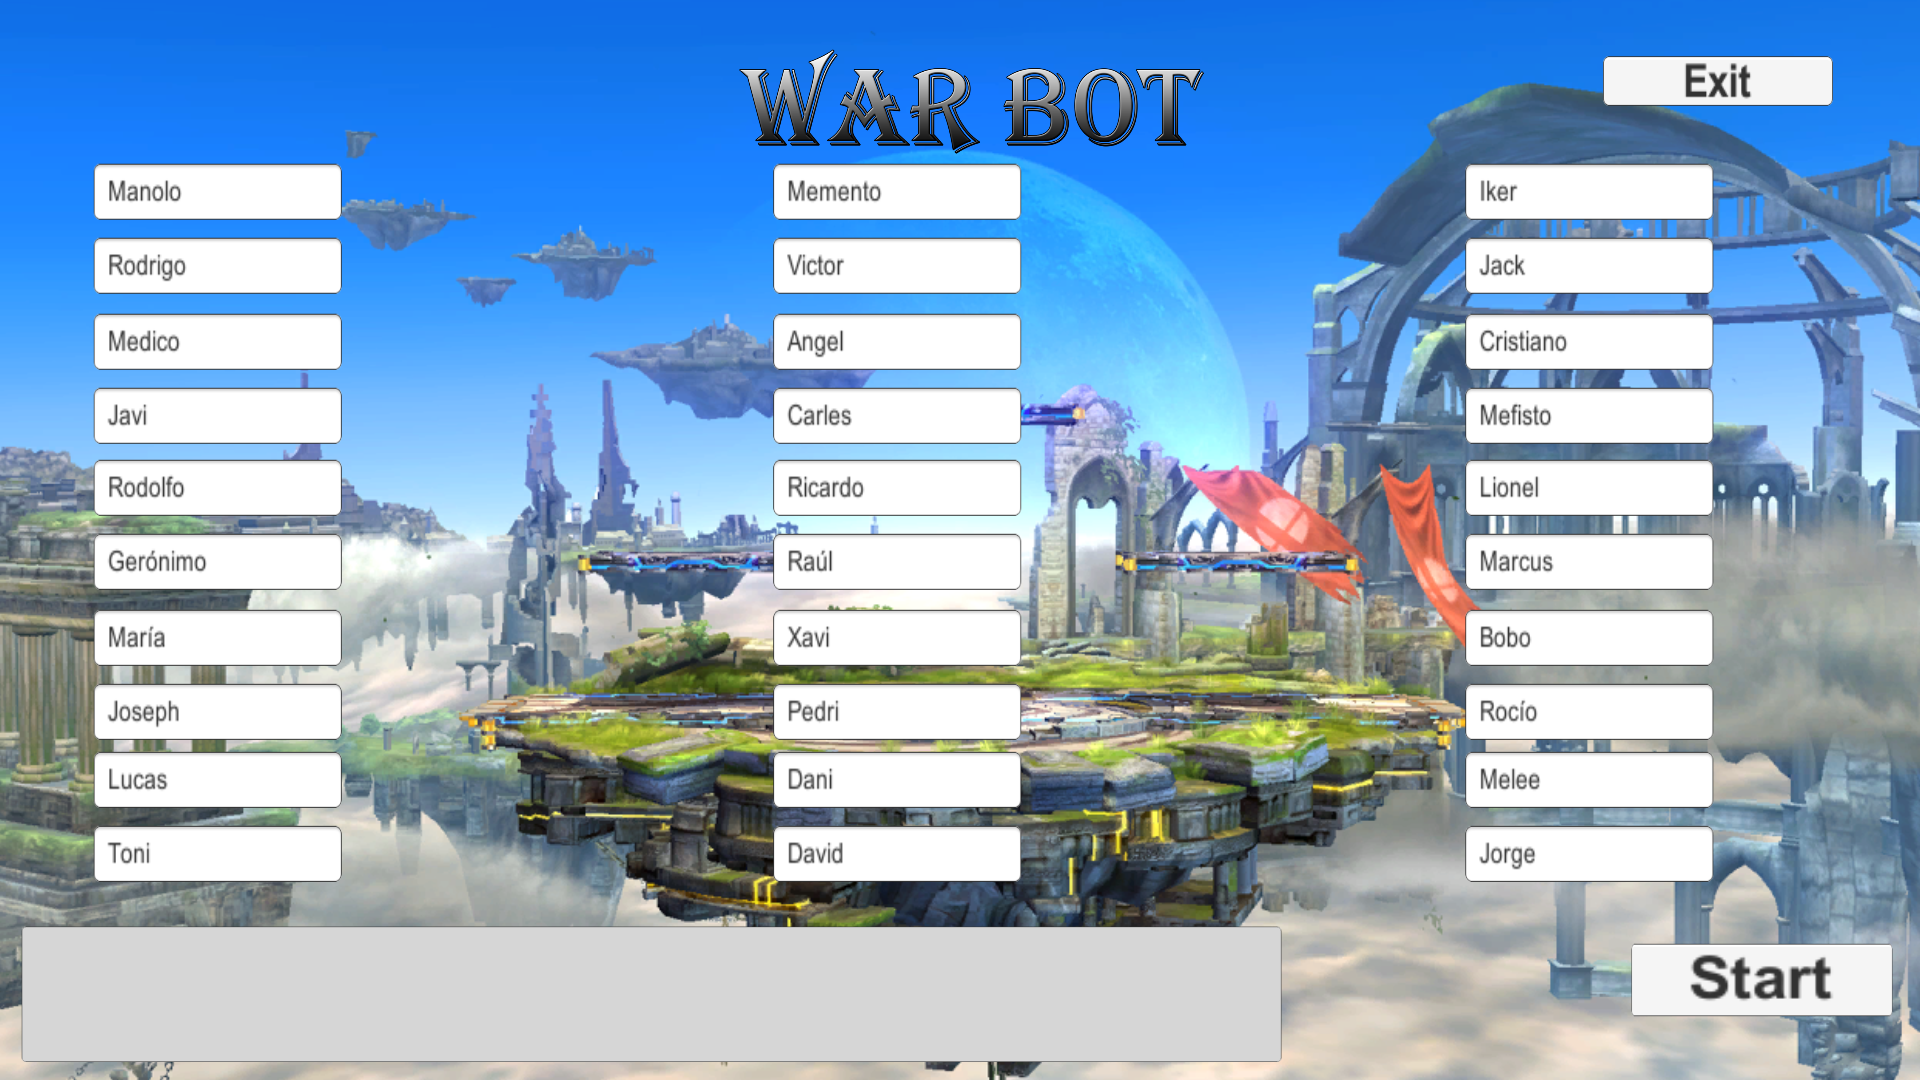 WAR BOT
Exit
Manolo
Memento
Iker
Rodrigo
Victor
Jack
Medico
Angel
Cristiano
Javi
Carles
Mefisto
Rodolfo
Ricardo
Lionel
Gerónimo
Raúl
Marcus
María
Xavi
Bobo
Joseph
Pedri
Rocío
Lucas
Dani
Melee
Toni
David
Jorge
Start